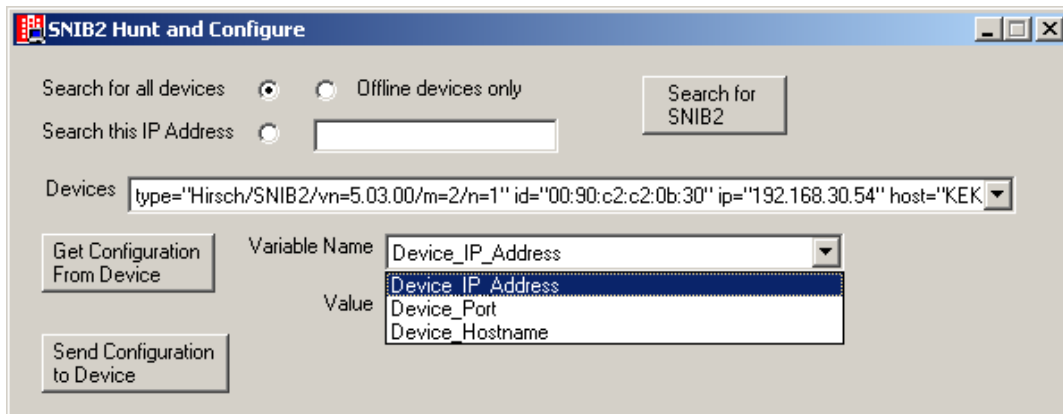 SNIB2 Hunt and Configure
Search for all devices
Offline devices only
Search for
SNIB2
Search this IP Address
Devices
type="Hirsch/SNIB2/vn=5.03.00/m=2/n=1" id="00:90:c2:c2:0b:30" ip="192.168.30.54" host="KEK
Get Configuration
From Device
Variable Name
Device_IP_Address
Device_IP_Address
Value
Device_Port
Device_Hostname
Send Configuration
to Device